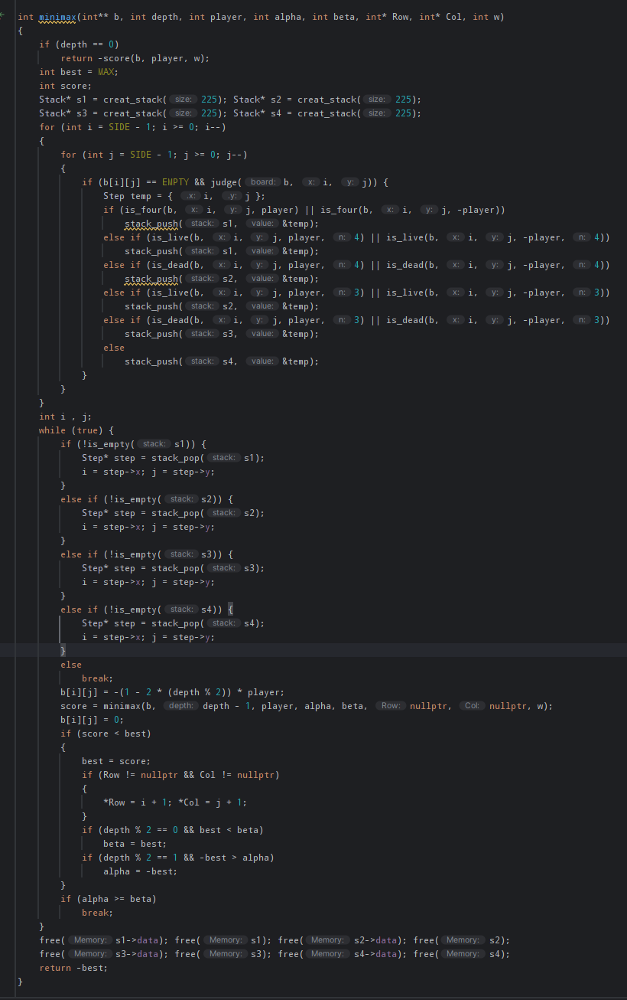 int minimax(int** b, int depth, int player, int alpha, int beta, int* Row, int* Col, int w)
{
    if (depth == 0)
        return -score(b, player, w);
    int best = MAX;
    int score;
    Stack* s1 = creat_stack( size: 225); Stack* s2 = creat_stack( size: 225);
    Stack* s3 = creat_stack( size: 225); Stack* s4 = creat_stack( size: 225);
    for (int i = SIDE - 1; i >= 0; i--)
    {
        for (int j = SIDE - 1; j >= 0; j--)
        {
            if (b[i][j] == EMPTY && judge( board: b, x: i, y: j)) {
                Step temp = { .x: i, .y: j };
                if (is_four(b, x: i, y: j, player) || is_four(b, x: i, y: j, -player))
                    stack_push( stack: s1, value: &temp);
                else if (is_live(b, x: i, y: j, player, n: 4) || is_live(b, x: i, y: j, -player, n: 4))
                    stack_push( stack: s1, value: &temp);
                else if (is_dead(b, x: i, y: j, player, n: 4) || is_dead(b, x: i, y: j, -player, n: 4))
                    stack_push( stack: s2, value: &temp);
                else if (is_live(b, x: i, y: j, player, n: 3) || is_live(b, x: i, y: j, -player, n: 3))
                    stack_push( stack: s2, value: &temp);
                else if (is_dead(b, x: i, y: j, player, n: 3) || is_dead(b, x: i, y: j, -player, n: 3))
                    stack_push( stack: s3, value: &temp);
                else
                    stack_push( stack: s4, value: &temp);
            }
        }
    }
    int i , j;
    while (true) {
        if (!is_empty( stack: s1)) {
            Step* step = stack_pop( stack: s1);
            i = step->x; j = step->y;
        }
        else if (!is_empty( stack: s2)) {
            Step* step = stack_pop( stack: s2);
            i = step->x; j = step->y;
        }
        else if (!is_empty( stack: s3)) {
            Step* step = stack_pop( stack: s3);
            i = step->x; j = step->y;
        }
        else if (!is_empty( stack: s4)) {
            Step* step = stack_pop( stack: s4);
            i = step->x; j = step->y;
        }
        else
            break;
        b[i][j] = -(1 - 2 * (depth % 2)) * player;
        score = minimax(b, depth: depth - 1, player, alpha, beta, Row: nullptr, Col: nullptr, w);
        b[i][j] = 0;
        if (score < best)
        {
            best = score;
            if (Row != nullptr && Col != nullptr)
            {
                *Row = i + 1; *Col = j + 1;
            }
            if (depth % 2 == 0 && best < beta)
                beta = best;
            if (depth % 2 == 1 && -best > alpha)
                alpha = -best;
        }
        if (alpha >= beta)
            break;
    }
    free( Memory: s1->data); free( Memory: s1); free( Memory: s2->data); free( Memory: s2);
    free( Memory: s3->data); free( Memory: s3); free( Memory: s4->data); free( Memory: s4);
    return -best;
}